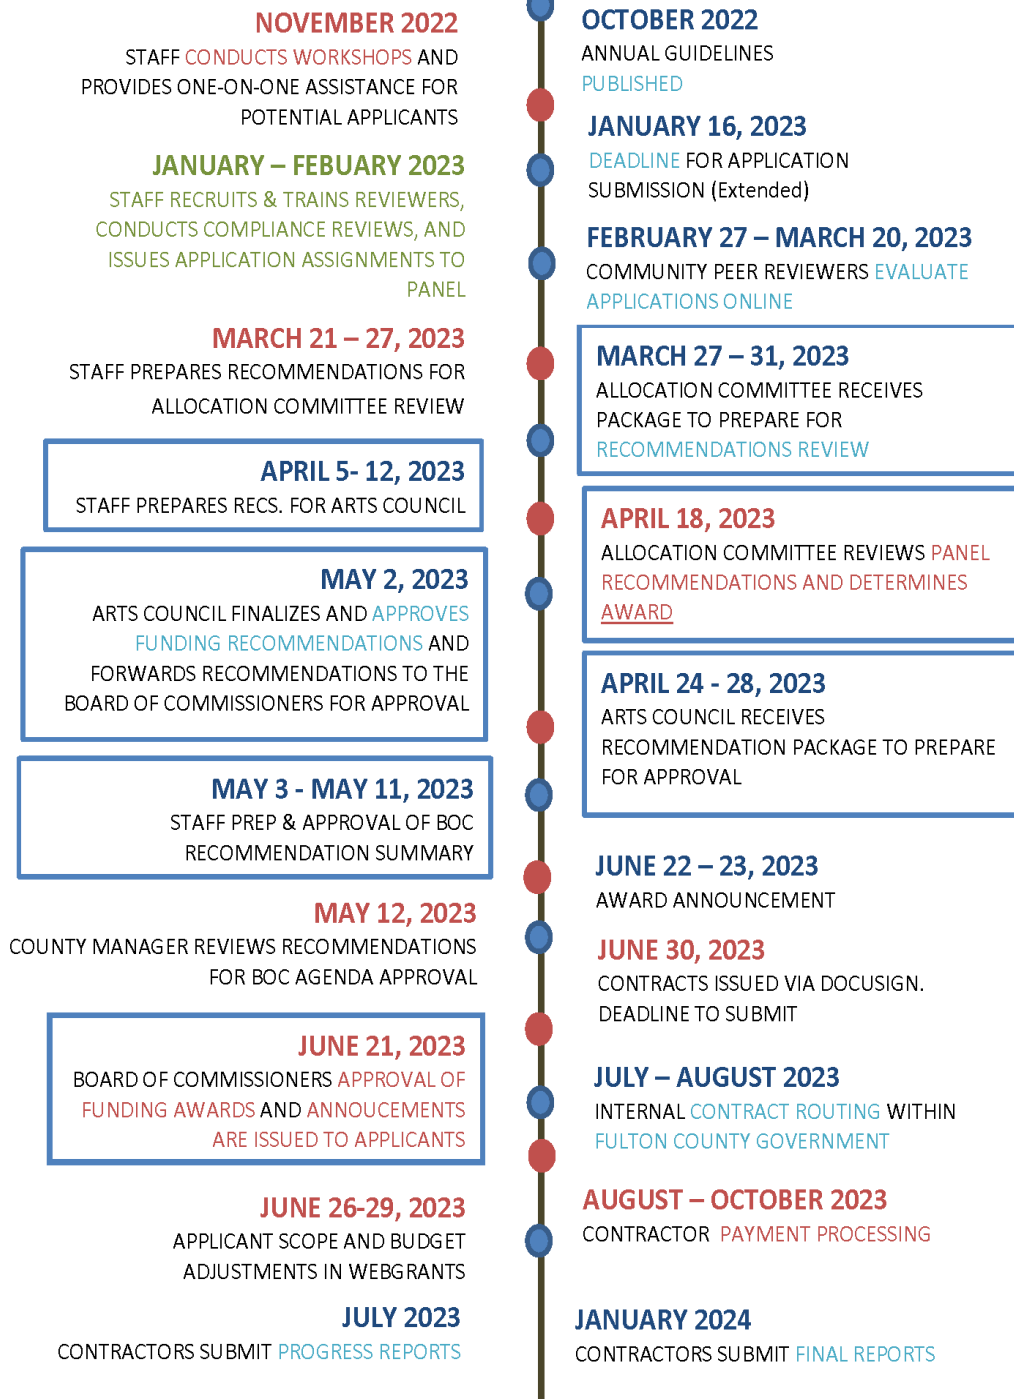 NOVEMBER 2022
STAFF CONDUCTS WORKSHOPS AND
PROVIDES ONE-ON-ONE ASSISTANCE FOR
POTENTIAL APPLICANTS
JANUARY – FEBUARY 2023
STAFF RECRUITS & TRAINS REVIEWERS,
CONDUCTS COMPLIANCE REVIEWS, AND
ISSUES APPLICATION ASSIGNMENTS TO
PANEL
MARCH 21 – 27, 2023
STAFF PREPARES RECOMMENDATIONS FOR
ALLOCATION COMMITTEE REVIEW
APRIL 5- 12, 2023
STAFF PREPARES RECS. FOR ARTS COUNCIL
MAY 2, 2023
ARTS COUNCIL FINALIZES AND APPROVES
FUNDING RECOMMENDATIONS AND
FORWARDS RECOMMENDATIONS TO THE
BOARD OF COMMISSIONERS FOR APPROVAL
MAY 3 - MAY 11, 2023
STAFF PREP & APPROVAL OF BOC
RECOMMENDATION SUMMARY
MAY 12, 2023
COUNTY MANAGER REVIEWS RECOMMENDATIONS
FOR BOC AGENDA APPROVAL
JUNE 21, 2023
BOARD OF COMMISSIONERS APPROVAL OF
FUNDING AWARDS AND ANNOUCEMENTS
ARE ISSUED TO APPLICANTS
JUNE 26-29, 2023
APPLICANT SCOPE AND BUDGET
ADJUSTMENTS IN WEBGRANTS
JULY 2023
CONTRACTORS SUBMIT PROGRESS REPORTS
OCTOBER 2022
ANNUAL GUIDELINES
PUBLISHED
JANUARY 16, 2023
DEADLINE FOR APPLICATION
SUBMISSION (Extended)
FEBRUARY 27 – MARCH 20, 2023
COMMUNITY PEER REVIEWERS EVALUATE
APPLICATIONS ONLINE
MARCH 27 – 31, 2023
ALLOCATION COMMITTEE RECEIVES
PACKAGE TO PREPARE FOR
RECOMMENDATIONS REVIEW
APRIL 18, 2023
ALLOCATION COMMITTEE REVIEWS PANEL
RECOMMENDATIONS AND DETERMINES
AWARD
APRIL 24 - 28, 2023
ARTS COUNCIL RECEIVES
RECOMMENDATION PACKAGE TO PREPARE
FOR APPROVAL
JUNE 22 – 23, 2023
AWARD ANNOUNCEMENT
JUNE 30, 2023
CONTRACTS ISSUED VIA DOCUSIGN.
DEADLINE TO SUBMIT
JULY – AUGUST 2023
INTERNAL CONTRACT ROUTING WITHIN
FULTON COUNTY GOVERNMENT
AUGUST – OCTOBER 2023
CONTRACTOR PAYMENT PROCESSING
JANUARY 2024
CONTRACTORS SUBMIT FINAL REPORTS